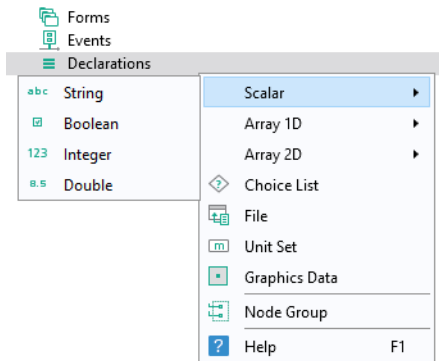 Forms
Events
Declarations
abc String
Boolean
123 Integer
8.5 Double
Scalar
Array 1D
Array 2D
Choice List
File
m Unit Set
Graphics Data
Node Group
? Help F1